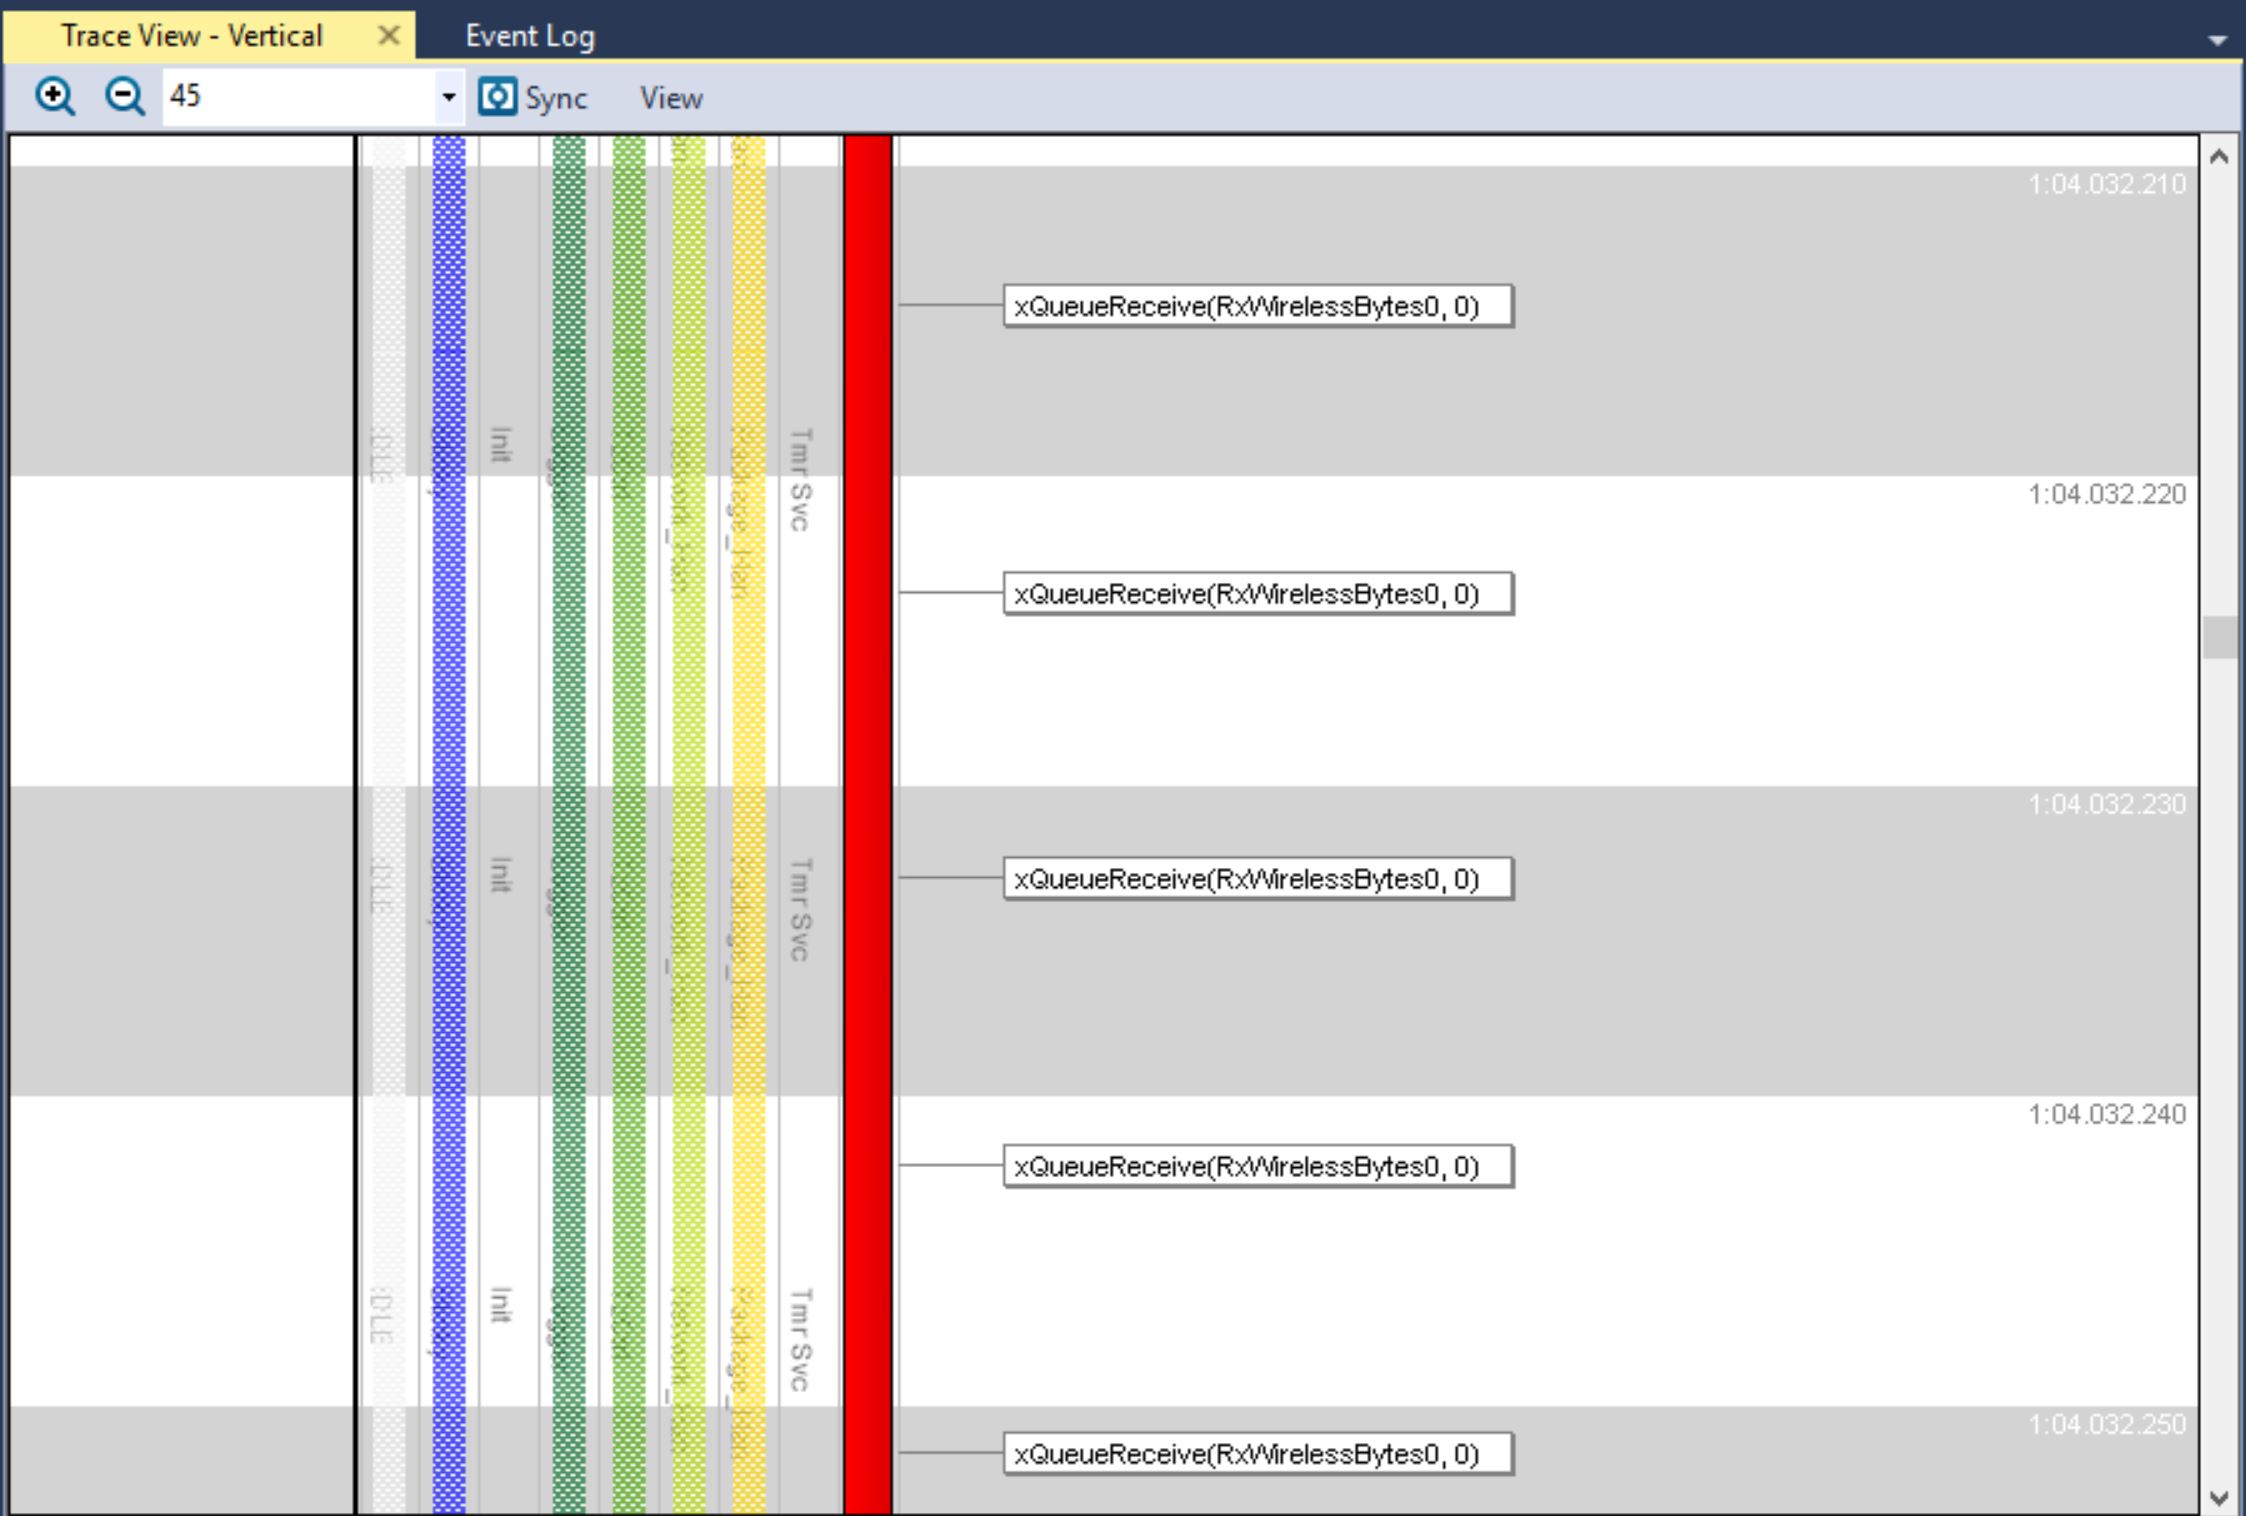 Trace View - Vertical
Event Log
45
Sync
View
1:04.032.210
xQueueReceive(RxWirelessBytes0, 0)
IDLE
Init
Tmr Svc
1:04.032.220
xQueueReceive(RxWirelessBytes0, 0)
1:04.032.230
xQueueReceive(RxWirelessBytes0, 0)
IDLE
Init
Tmr Svc
1:04.032.240
xQueueReceive(RxWirelessBytes0, 0)
IDLE
Init
Tmr Svc
1:04.032.250
xQueueReceive(RxWirelessBytes0, 0)